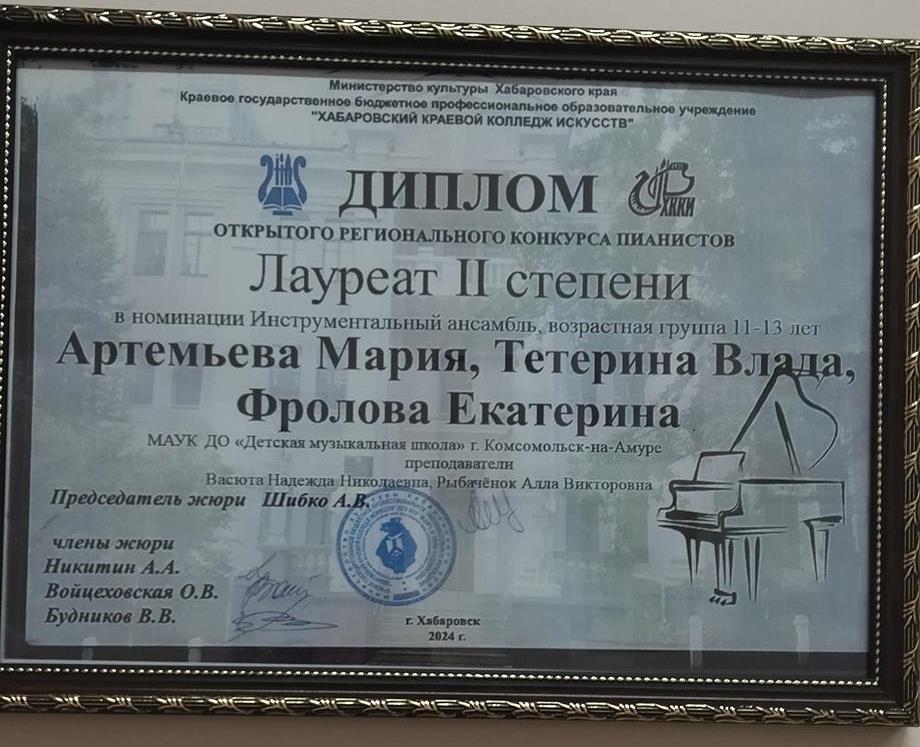 Министерство культуры Хабаровского края
Краевое государственное бюджетное профессиональное образовательное учреждение
"ХАБАРОВСКИЙ КРАЕВОЙ КОЛЛЕДЖ ИСКУССТВ"
ДИПЛОМ
ХККИ
ОТКРЫТОГО РЕГИОНАЛЬНОГО КОНКУРСА ПИАНИСТОВ
Лауреат II степени
в номинации Инструментальный ансамбль, возрастная группа 11-13 лет
Артемьева Мария, Тетерина Влада,
Фролова Екатерина
МАУК ДО «Детская музыкальная школа» г. Комсомольск-на-Амуре
преподаватели
Васюта Надежда Николаевна, Рыбачёнок Алла Викторовна
Председатель жюри Шибко А.В.
члены жюри
Никитин А.А.
Войцеховская О.В.
Будников В.В.
г. Хабаровск
2024 г.